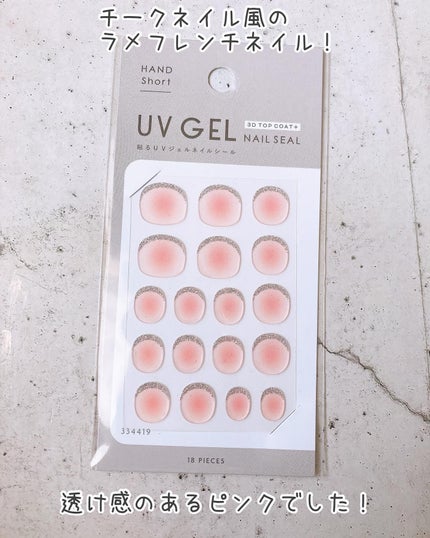 チークネイル風の
ラメフレンチネイル！
HAND
Short
UV GEL
3D TOP COAT+
NAIL SEAL
貼るUVジェルネイルシール
334419
18 PIECES
透け感のあるピンクでした！